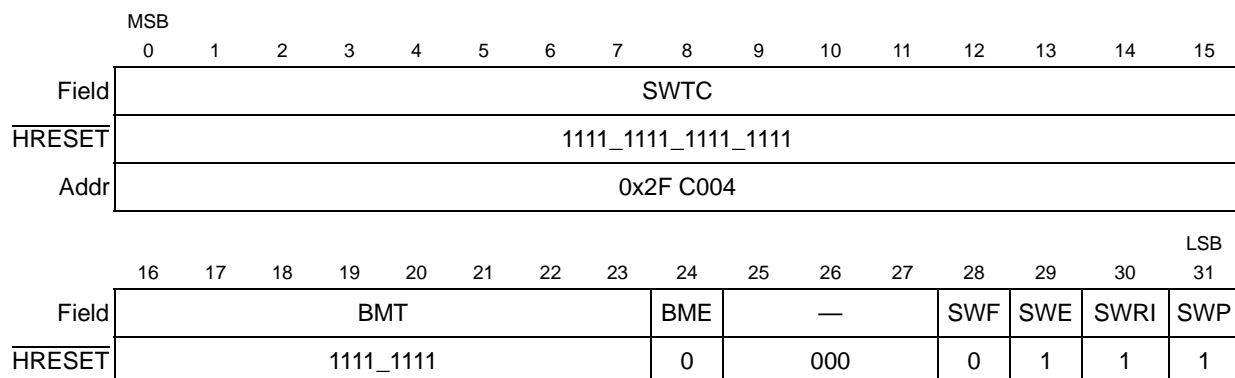 MSB
0 1 2 3 4 5 6 7 8 9 10 11 12 13 14 15
Field SWTC
HRESET 1111_1111_1111_1111
Addr 0x2F C004
LSB
16 17 18 19 20 21 22 23 24 25 26 27 28 29 30 31
Field BMT BME — SWF SWE SWRI SWP
HRESET 1111_1111 0 000 0 1 1 1